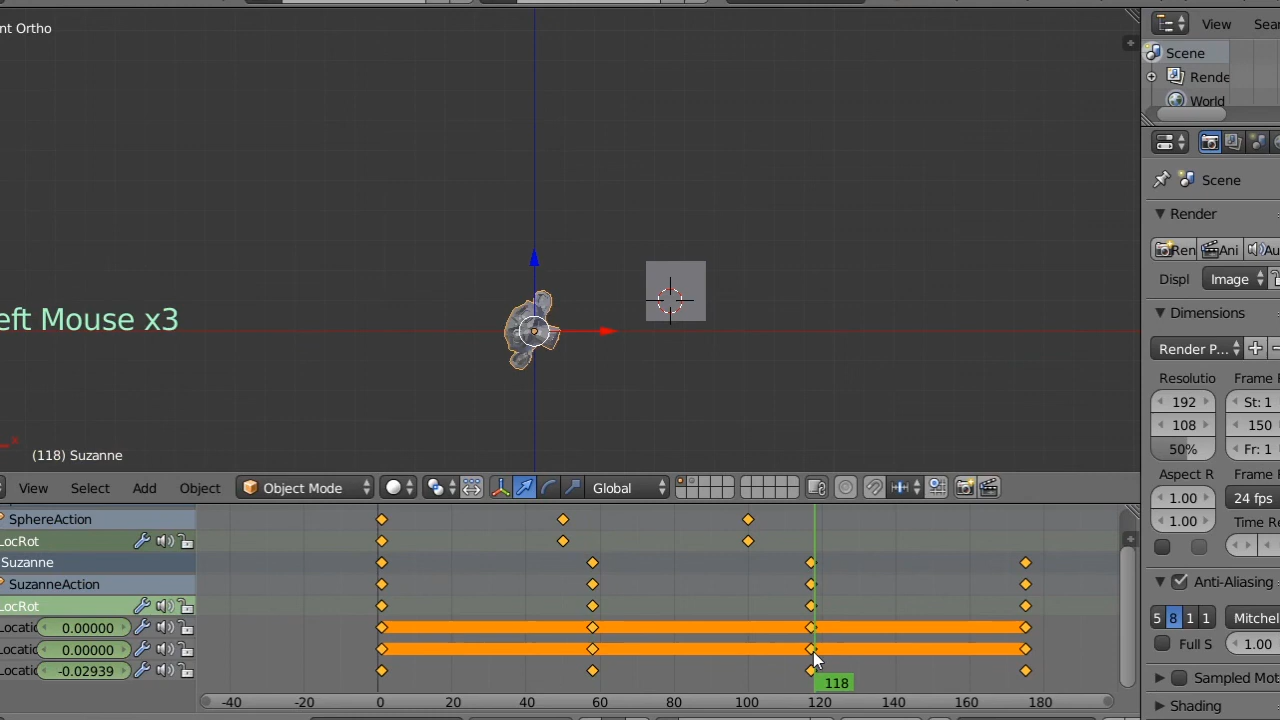 nt Ortho
eft Mouse x3
(118) Suzanne
View Select Add Object Object Mode Global
SphereAction
LocRot
Suzanne
SuzanneAction
LocRot
Locatic 0.00000
Locatic 0.00000
Locatic -0.02939
118
-40 -20 0 20 40 60 80 100 120 140 160 180
View Sear
Scene
Rende
World
Scene
Render
Ren Ani Au
Displ Image
Dimensions
Render P...
Resolutio Frame F
192 St: 1
108 150
50% Fr: 1
Aspect R Frame F
1.00 24 fps
1.00 Time Re
Anti-Aliasing
5 8 1 1 Mitchel
Full S 1.00
Sampled Mot
Shading